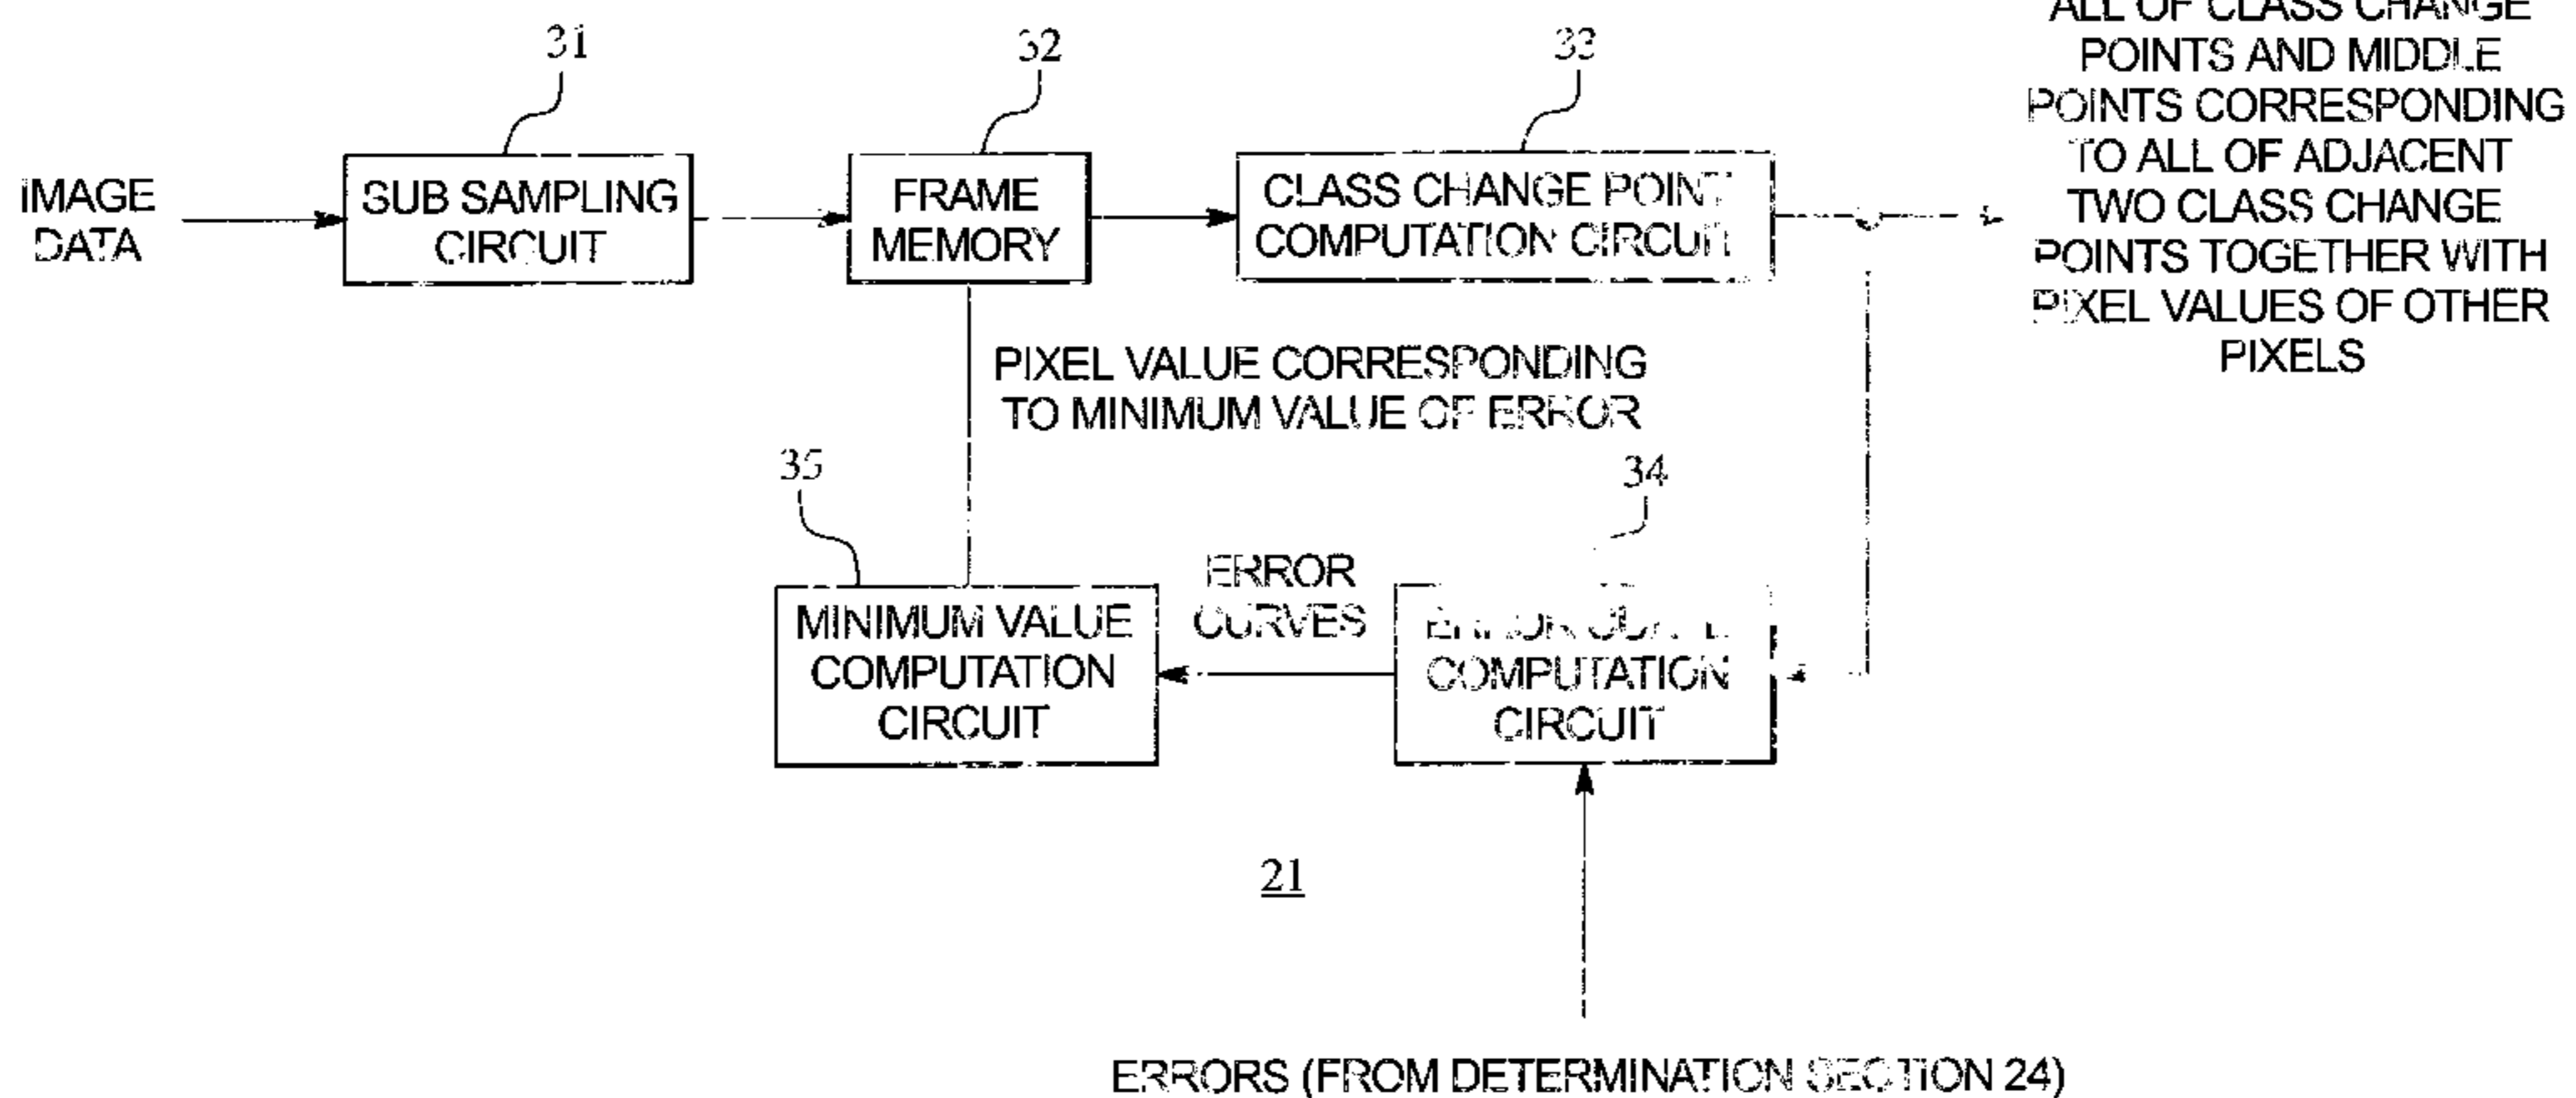 31
32
33
ALL OF CLASS CHANGE
POINTS AND MIDDLE
POINTS CORRESPONDING
TO ALL OF ADJACENT
TWO CLASS CHANGE
POINTS TOGETHER WITH
PIXEL VALUES OF OTHER
PIXELS
IMAGE
DATA
SUB SAMPLING
CIRCUIT
FRAME
MEMORY
CLASS CHANGE POINT
COMPUTATION CIRCUIT
PIXEL VALUE CORRESPONDING
TO MINIMUM VALUE OF ERROR
35
34
MINIMUM VALUE
COMPUTATION
CIRCUIT
ERROR
CURVES
ERROR CURVE
COMPUTATION
CIRCUIT
21
ERRORS (FROM DETERMINATION SECTION 24)